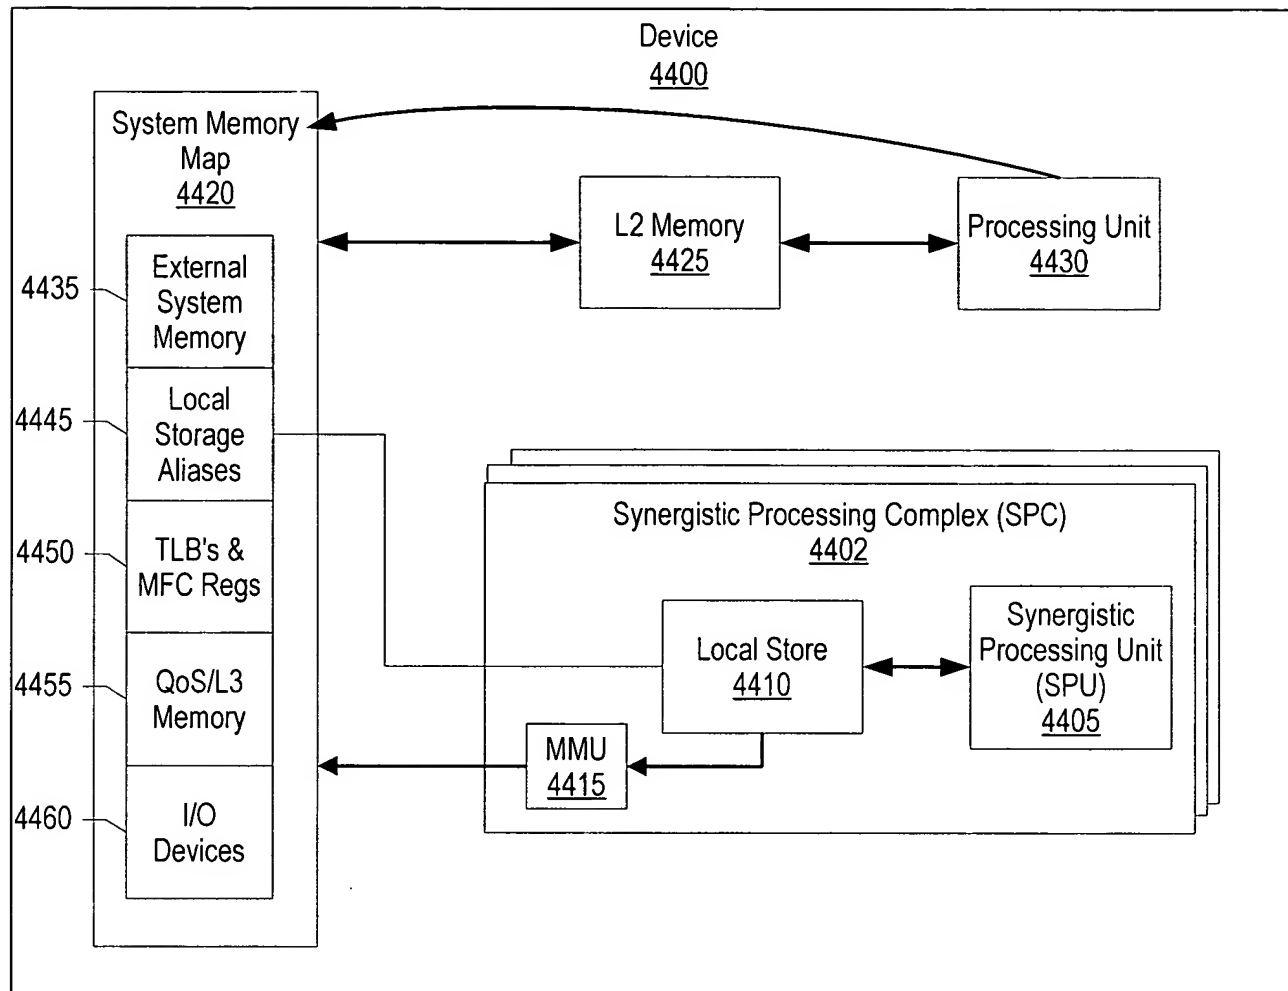 Device
4400
System Memory
Map
4420
L2 Memory
4425
Processing Unit
4430
4435
External
System
Memory
4445
Local
Storage
Aliases
4450
TLB's &
MFC Regs
4455
QoS/L3
Memory
4460
I/O
Devices
Synergistic Processing Complex (SPC)
4402
Local Store
4410
Synergistic
Processing Unit
(SPU)
4405
MMU
4415